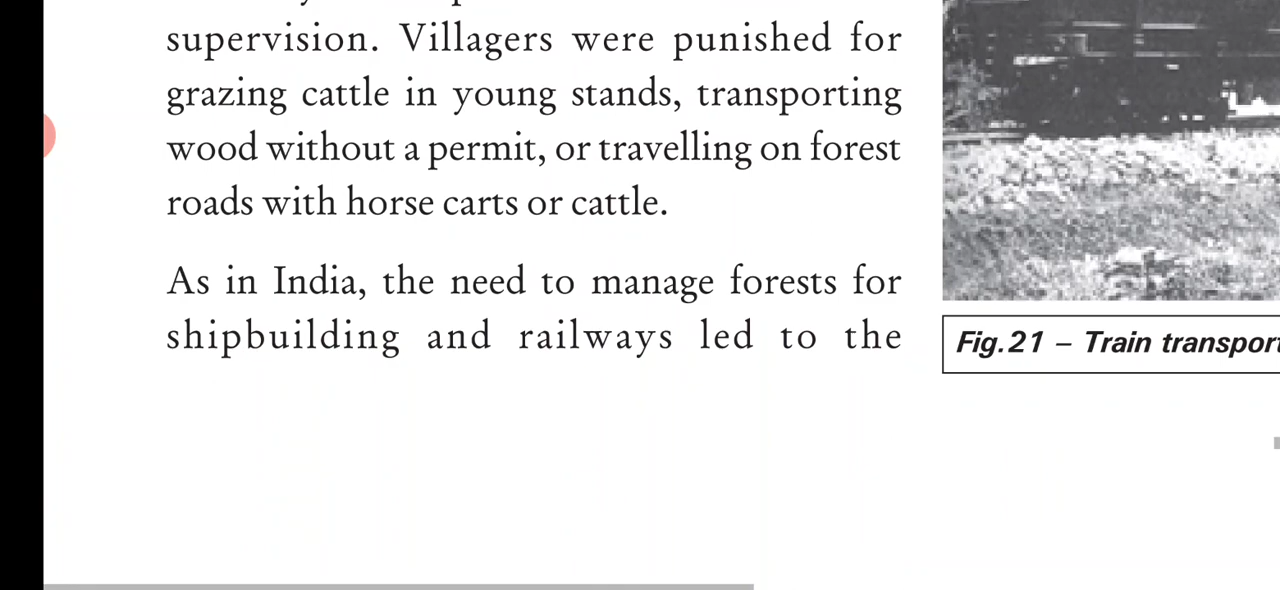 supervision. Villagers were punished for
grazing cattle in young stands, transporting
wood without a permit, or travelling on forest
roads with horse carts or cattle.
As in India, the need to manage forests for
shipbuilding and railways led to the
Fig.21 – Train transport